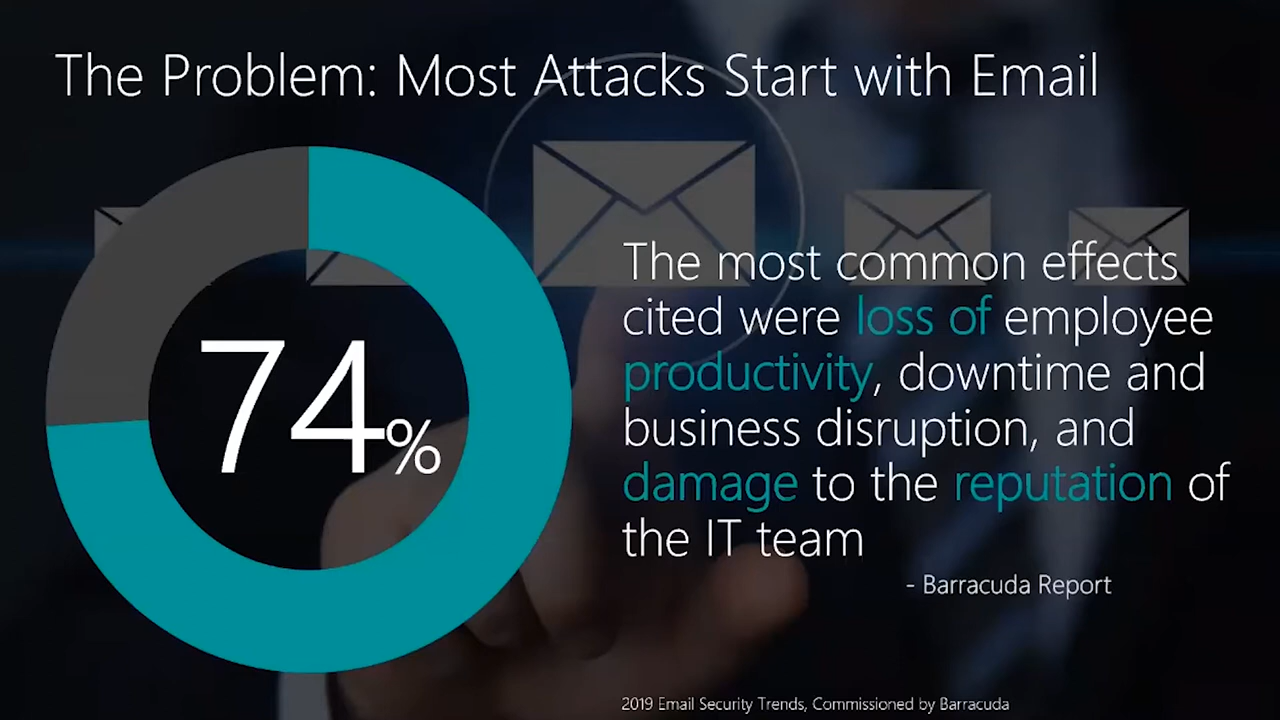 The Problem: Most Attacks Start with Email
74%
The most common effects
cited were loss of employee
productivity, downtime and
business disruption, and
damage to the reputation of
the IT team
- Barracuda Report
2019 Email Security Trends, Commissioned by Barracuda